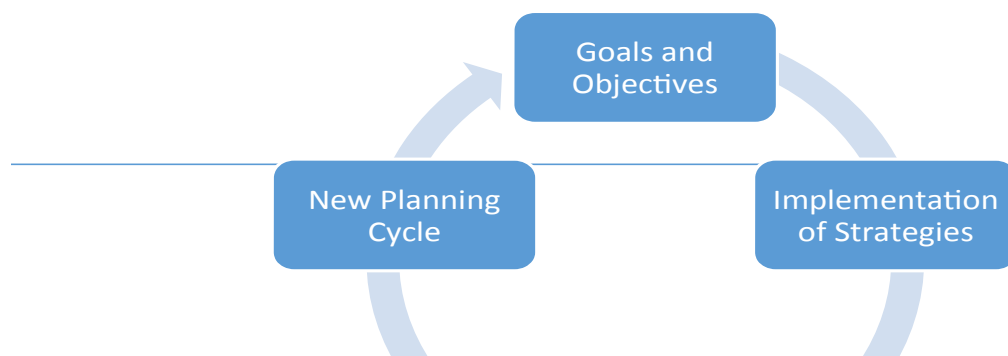 Goals and
Objectives
New Planning
Cycle
Implementation
of Strategies